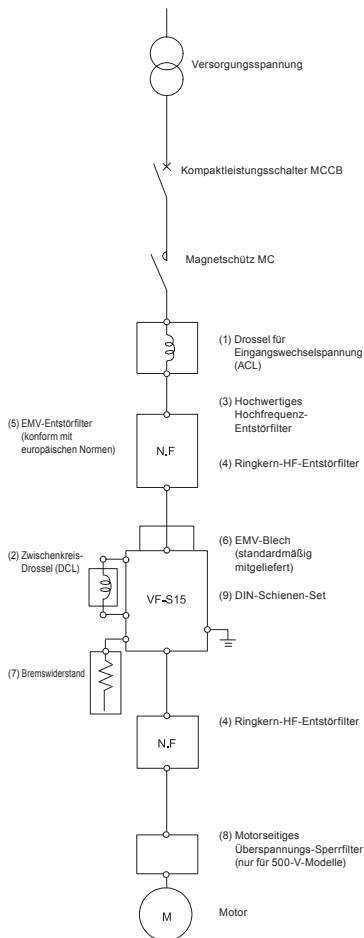 Versorgungsspannung
Kompaktleistungsschalter MCCB
Magnetschütz MC
(1) Drossel für
Eingangswechselspannung
(ACL)
(3) Hochwertiges
Hochfrequenz-
Entstörfilter
(5) EMV-Entstörfilter
(konform mit
europäischen Normen)
N.F
(4) Ringkern-HF-Entstörfilter
(6) EMV-Blech
(standardmäßig
mitgeliefert)
(2) Zwischenkreis-
Drossel (DCL)
VF-S15
(9) DIN-Schienen-Set
(7) Bremswiderstand
N.F
(4) Ringkern-HF-Entstörfilter
(8) Motorseitiges
Überspannungs-Sperrfilter
(nur für 500-V-Modelle)
M
Motor